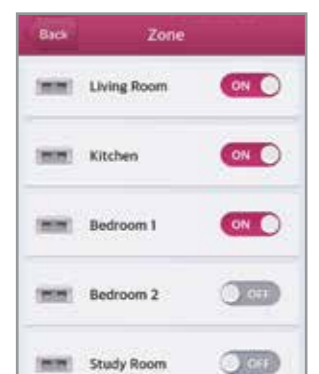 Back Zone
Living Room ON
Kitchen ON
Bedroom 1 ON
Bedroom 2 OFF
Study Room OFF